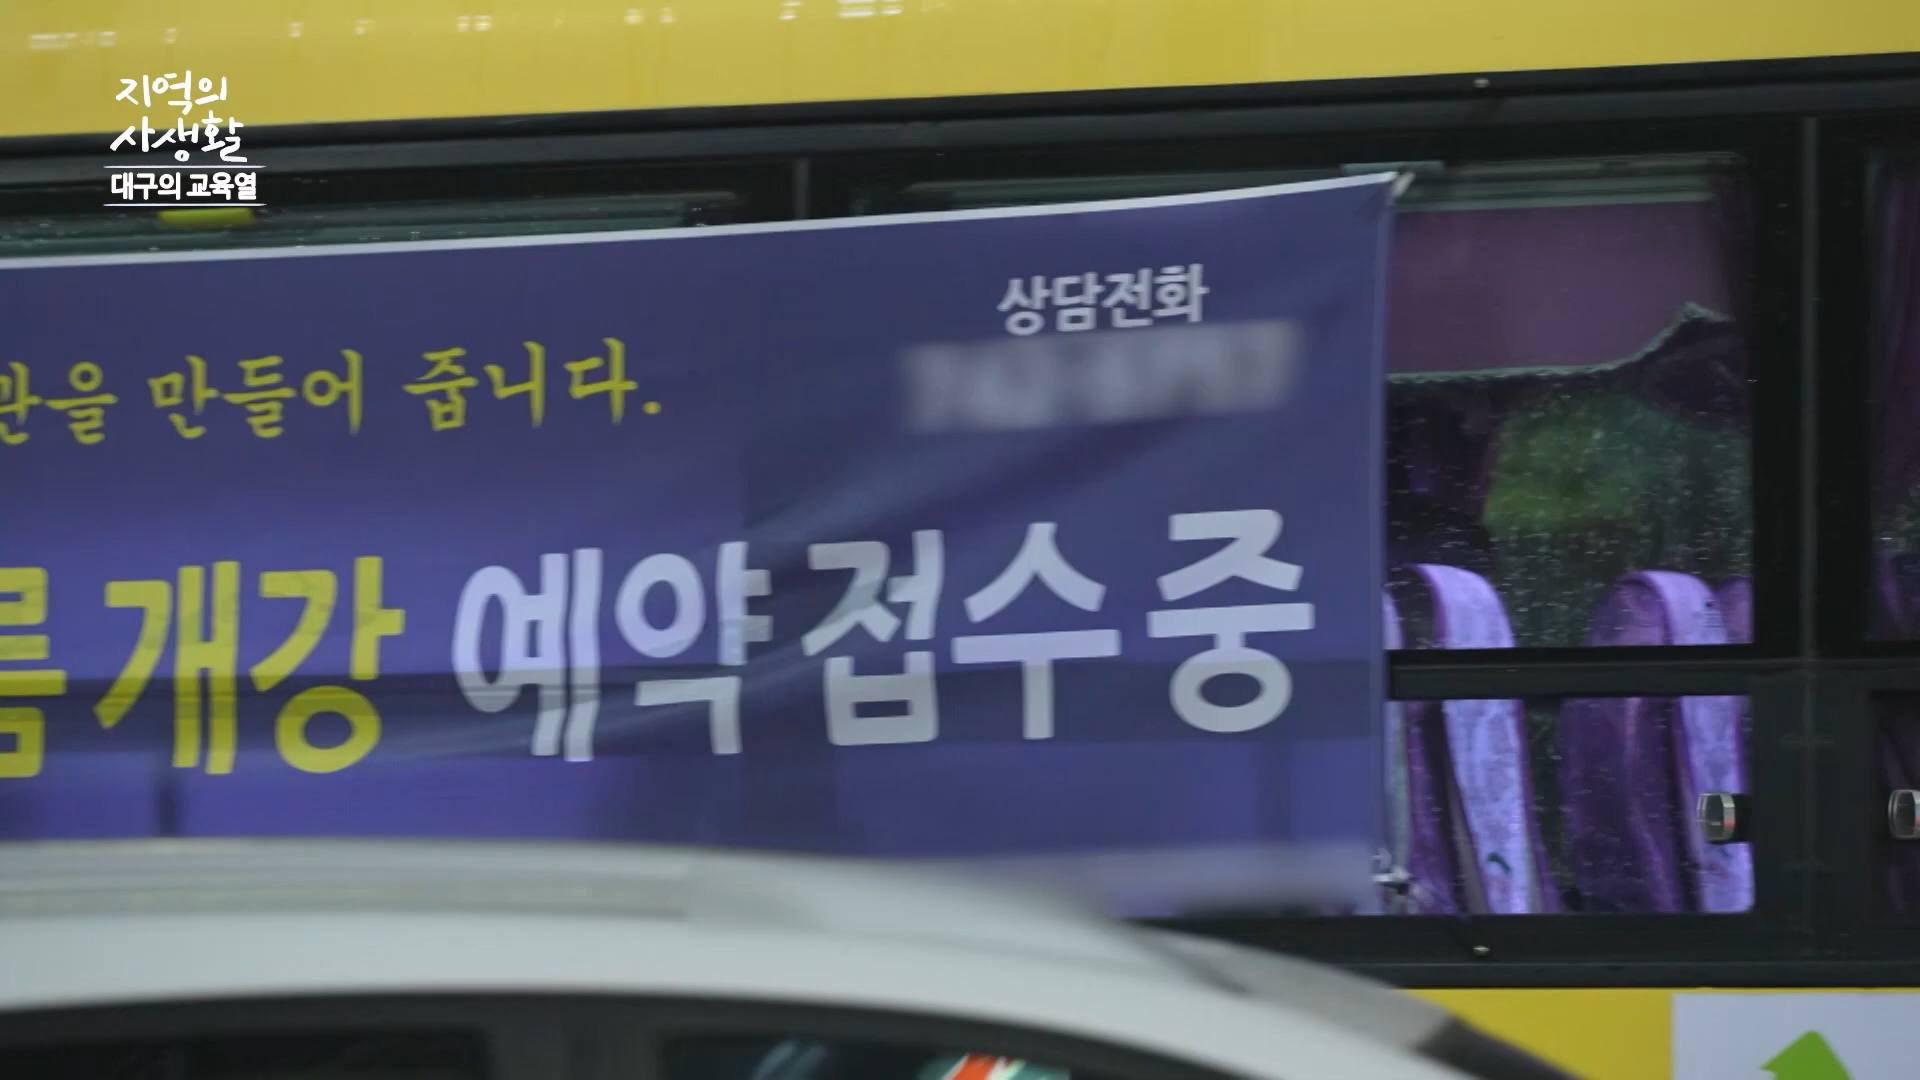 지역의
사생활
대구의 교육열
상담전화
관을 만들어 줍니다.
름 개강 예약 접수 중